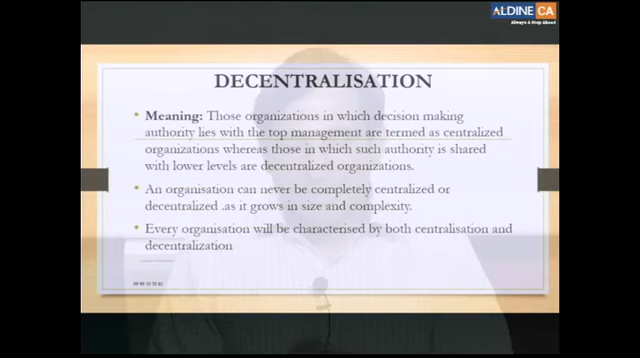 ALDINE CA
Always A Step Ahead
DECENTRALISATION
• Meaning: Those organizations in which decision making
authority lies with the top management are termed as centralized
organizations whereas those in which such authority is shared
with lower levels are decentralized organizations.
• An organisation can never be completely centralized or
decentralized .as it grows in size and complexity.
• Every organisation will be characterised by both centralisation and
decentralization